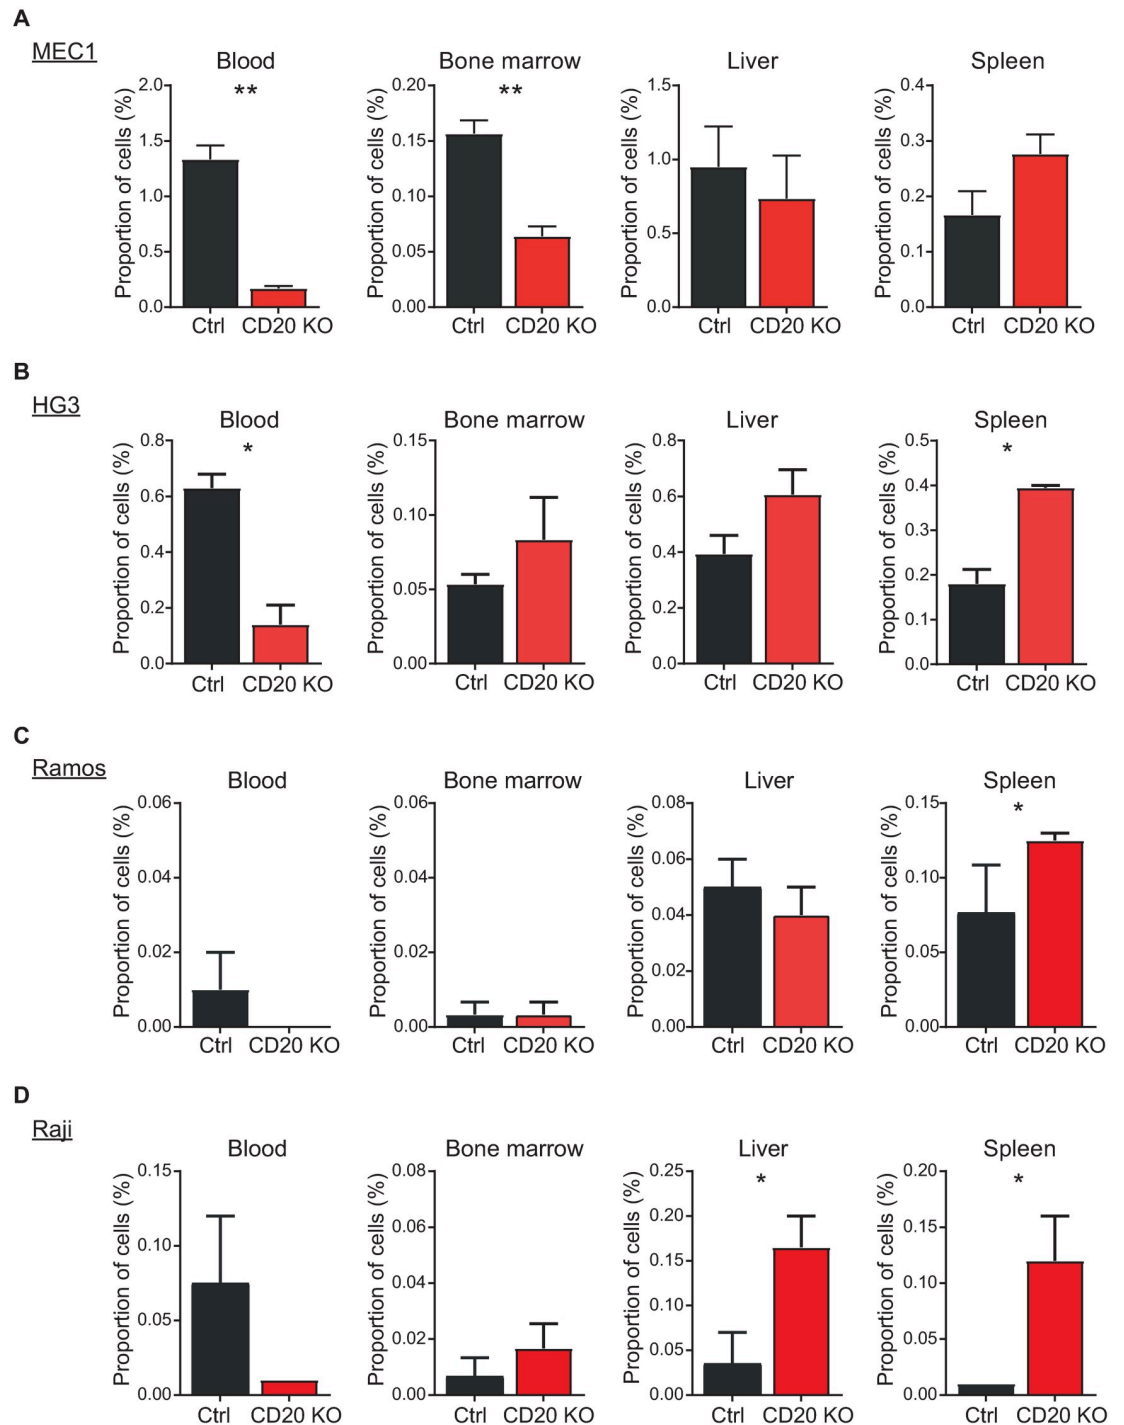 A
MEC1
Blood
Bone marrow
Liver
Spleen
Proportion of cells (%)
2.0
1.5
1.0
0.5
0.0
**
Ctrl CD20 KO
Proportion of cells (%)
0.20
0.15
0.10
0.05
0.00
**
Ctrl CD20 KO
Proportion of cells (%)
1.5
1.0
0.5
0.0
Ctrl CD20 KO
Proportion of cells (%)
0.4
0.3
0.2
0.1
0.0
Ctrl CD20 KO
B
HG3
Blood
Bone marrow
Liver
Spleen
Proportion of cells (%)
0.8
0.6
0.4
0.2
0.0
*
Ctrl CD20 KO
Proportion of cells (%)
0.15
0.10
0.05
0.00
Ctrl CD20 KO
Proportion of cells (%)
0.8
0.6
0.4
0.2
0.0
Ctrl CD20 KO
Proportion of cells (%)
0.5
0.4
0.3
0.2
0.1
0.0
*
Ctrl CD20 KO
C
Ramos
Blood
Bone marrow
Liver
Spleen
Proportion of cells (%)
0.06
0.04
0.02
0.00
Ctrl CD20 KO
Proportion of cells (%)
0.06
0.04
0.02
0.00
Ctrl CD20 KO
Proportion of cells (%)
0.08
0.06
0.04
0.02
0.00
Ctrl CD20 KO
Proportion of cells (%)
0.15
0.10
0.05
0.00
*
Ctrl CD20 KO
D
Raji
Blood
Bone marrow
Liver
Spleen
Proportion of cells (%)
0.15
0.10
0.05
0.00
Ctrl CD20 KO
Proportion of cells (%)
0.08
0.06
0.04
0.02
0.00
Ctrl CD20 KO
Proportion of cells (%)
0.25
0.20
0.15
0.10
0.05
0.00
*
Ctrl CD20 KO
Proportion of cells (%)
0.20
0.15
0.10
0.05
0.00
*
Ctrl CD20 KO